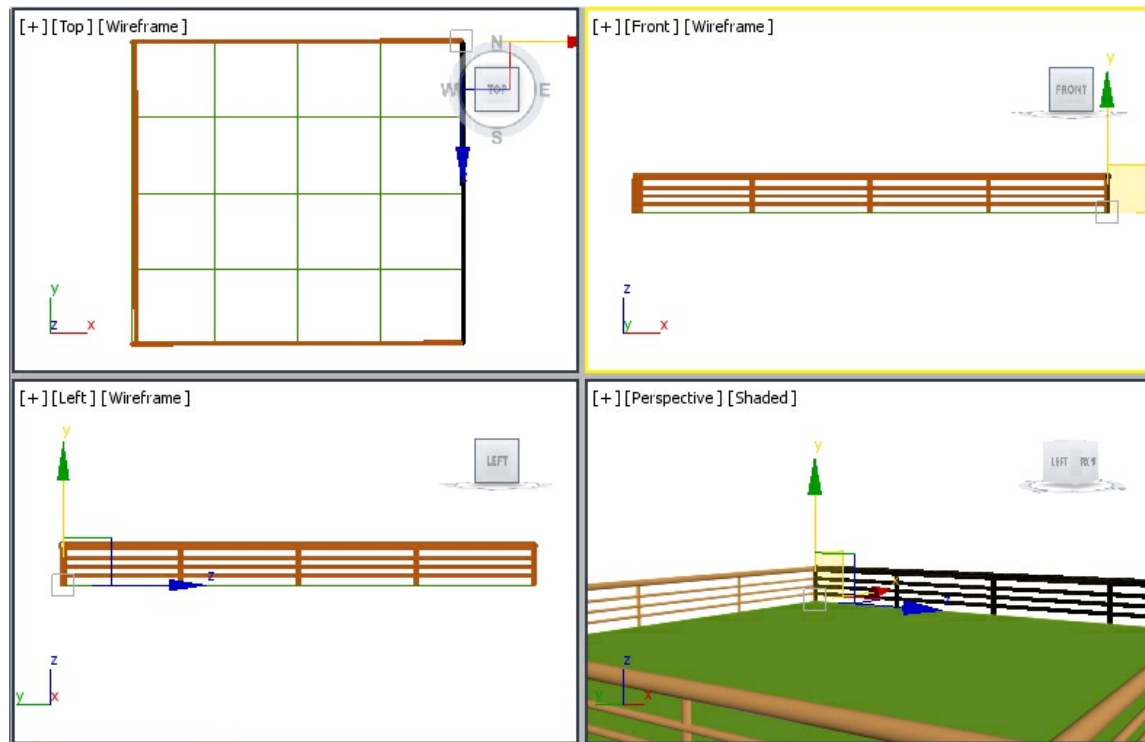 [+] [Top] [Wireframe]
N
W TOP E
S
y
z x
[+] [Front] [Wireframe]
FRONT
y
z
y x
[+] [Left] [Wireframe]
LEFT
y
z
z
y x
[+] [Perspective] [Shaded]
LEFT
y
x
z
z
y x